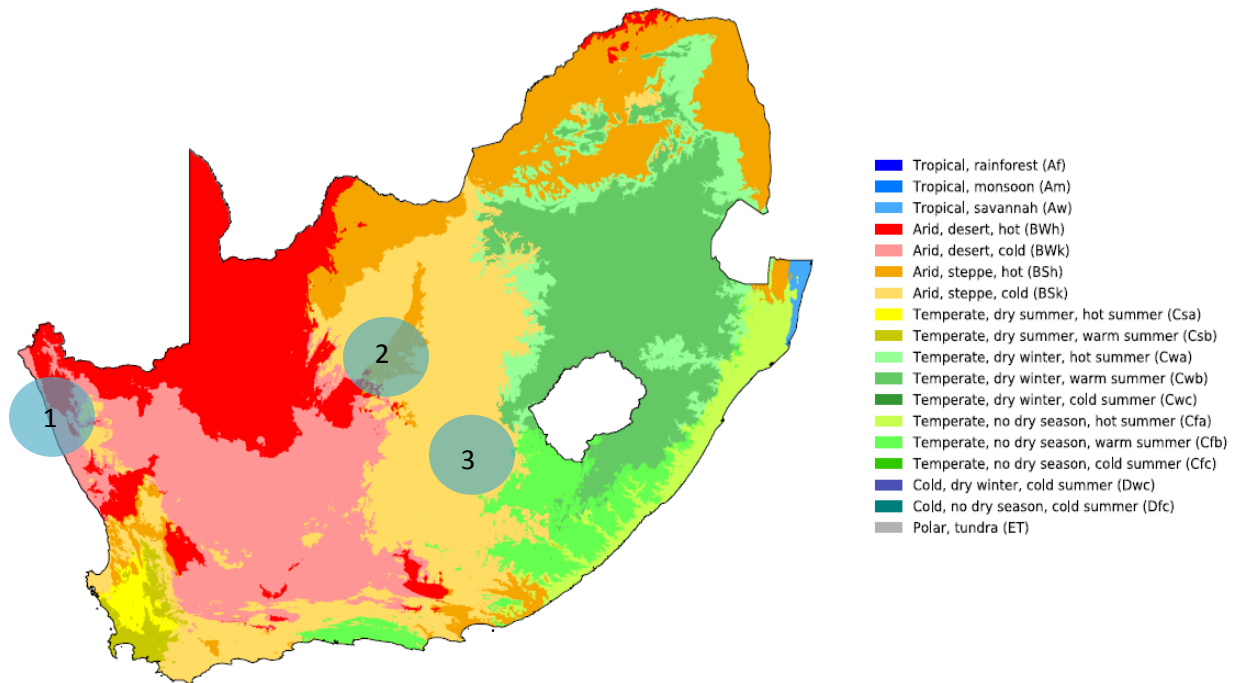 1
2
3
Tropical, rainforest (Af)
Tropical, monsoon (Am)
Tropical, savannah (Aw)
Arid, desert, hot (BWh)
Arid, desert, cold (BWk)
Arid, steppe, hot (BSh)
Arid, steppe, cold (BSk)
Temperate, dry summer, hot summer (Csa)
Temperate, dry summer, warm summer (Csb)
Temperate, dry winter, hot summer (Cwa)
Temperate, dry winter, warm summer (Cwb)
Temperate, dry winter, cold summer (Cwc)
Temperate, no dry season, hot summer (Cfa)
Temperate, no dry season, warm summer (Cfb)
Temperate, no dry season, cold summer (Cfc)
Cold, dry winter, cold summer (Dwc)
Cold, no dry season, cold summer (Dfc)
Polar, tundra (ET)